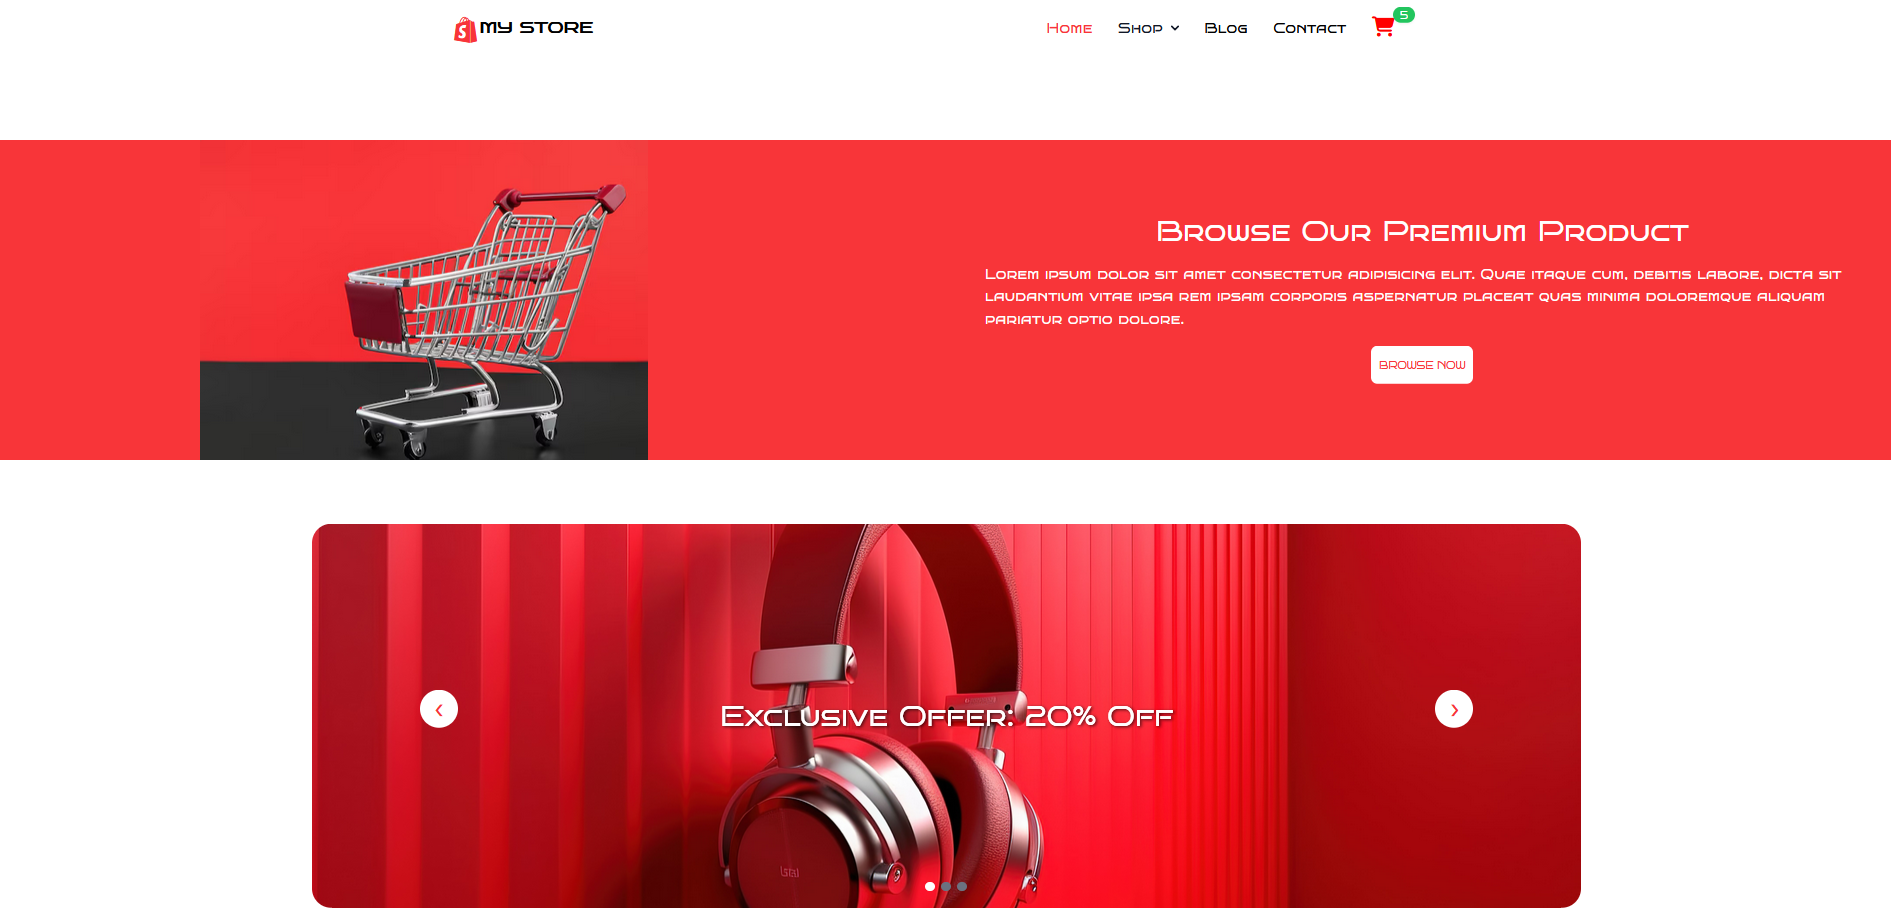 MY STORE
Home Shop Blog Contact 5
Browse Our Premium Product
Lorem ipsum dolor sit amet consectetur adipisicing elit. Quae itaque cum, debitis labore, dicta sit
laudantium vitae ipsa rem ipsam corporis aspernatur placeat quas minima doloremque aliquam
pariatur optio dolore.
BROWSE NOW
Exclusive Offer: 20% Off